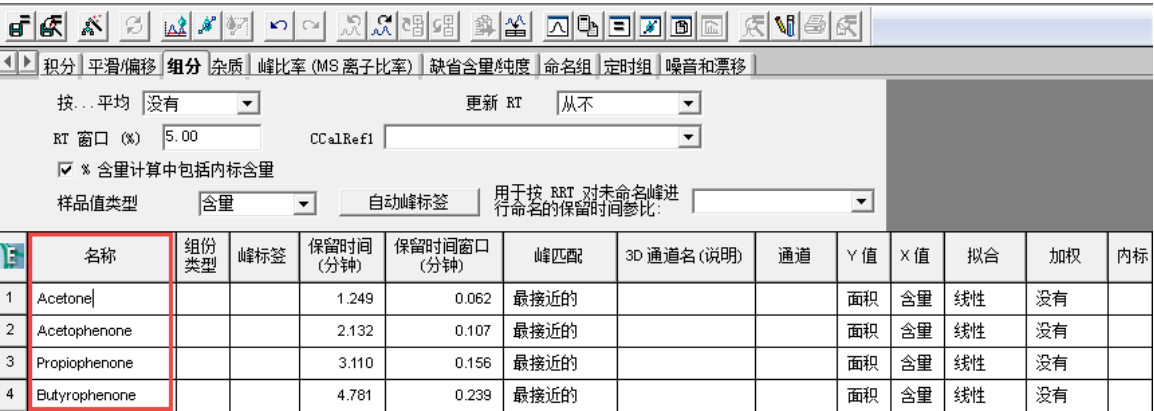 积分 平滑/偏移 组分 杂质 峰比率 (MS 离子比率) 缺省含量/纯度 命名组 定时组 噪音和漂移
按...平均 没有 更新 RT 从不
RT 窗口 (%) 5.00 CCalRef1
% 含量计算中包括内标含量
样品值类型 含量 自动峰标签 用于按 RRT 对未命名峰进
行命名的保留时间参比:
名称 组份类型 峰标签 保留时间(分钟) 保留时间窗口(分钟) 峰匹配 3D 通道名 (说明) 通道 Y 值 X 值 拟合 加权 内标
1 Acetone 1.249 0.062 最接近的 面积 含量 线性 没有
2 Acetophenone 2.132 0.107 最接近的 面积 含量 线性 没有
3 Propiophenone 3.110 0.156 最接近的 面积 含量 线性 没有
4 Butyrophenone 4.781 0.239 最接近的 面积 含量 线性 没有